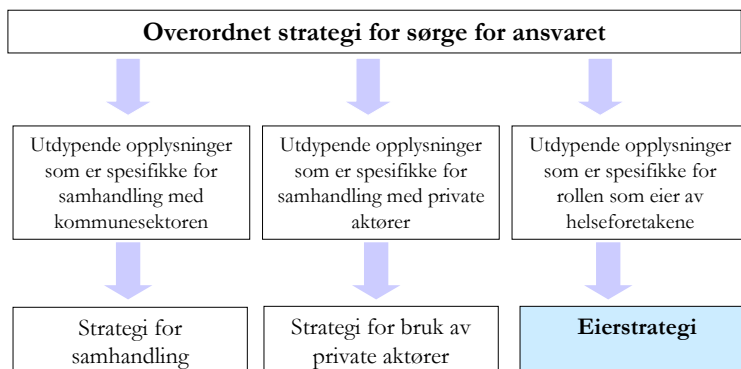 Overordnet strategi for sørge for ansvaret
Utdypende opplysninger
som er spesifikke for
samhandling med
kommunesektoren
Utdypende opplysninger
som er spesifikke for
samhandling med private
aktører
Utdypende opplysninger
som er spesifikke for
rollen som eier av
helseforetakene
Strategi for
samhandling
Strategi for bruk av
private aktører
Eierstrategi